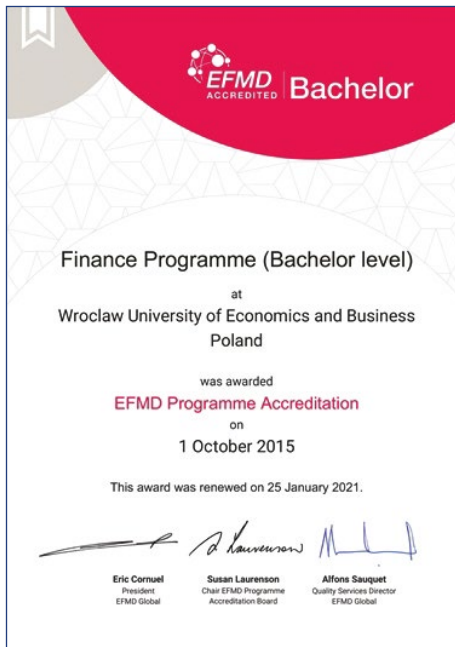 EFMD
ACCREDITED
Bachelor
Finance Programme (Bachelor level)
at
Wroclaw University of Economics and Business
Poland
was awarded
EFMD Programme Accreditation
on
1 October 2015
This award was renewed on 25 January 2021.
Eric Cornuel
President
EFMD Global
Susan Laurenson
Chair EFMD Programme
Accreditation Board
Alfons Sauquet
Quality Services Director
EFMD Global